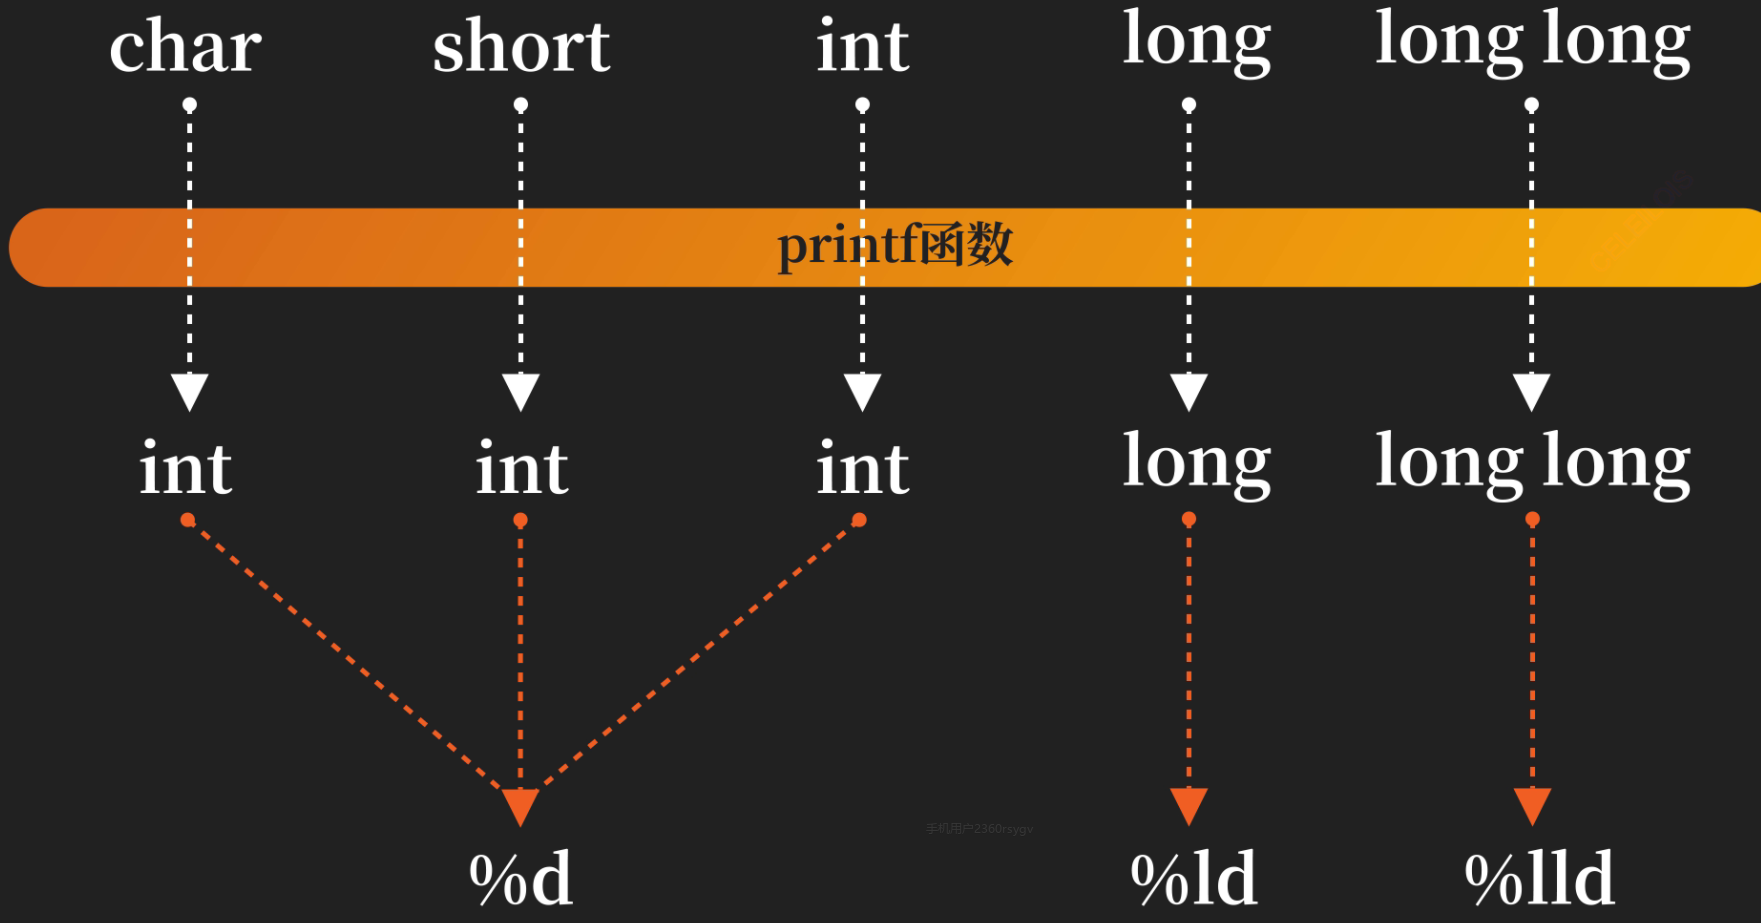 char short int long long long
printf函数
int int int long long long
手机用户2360rsygv
%d %ld %lld